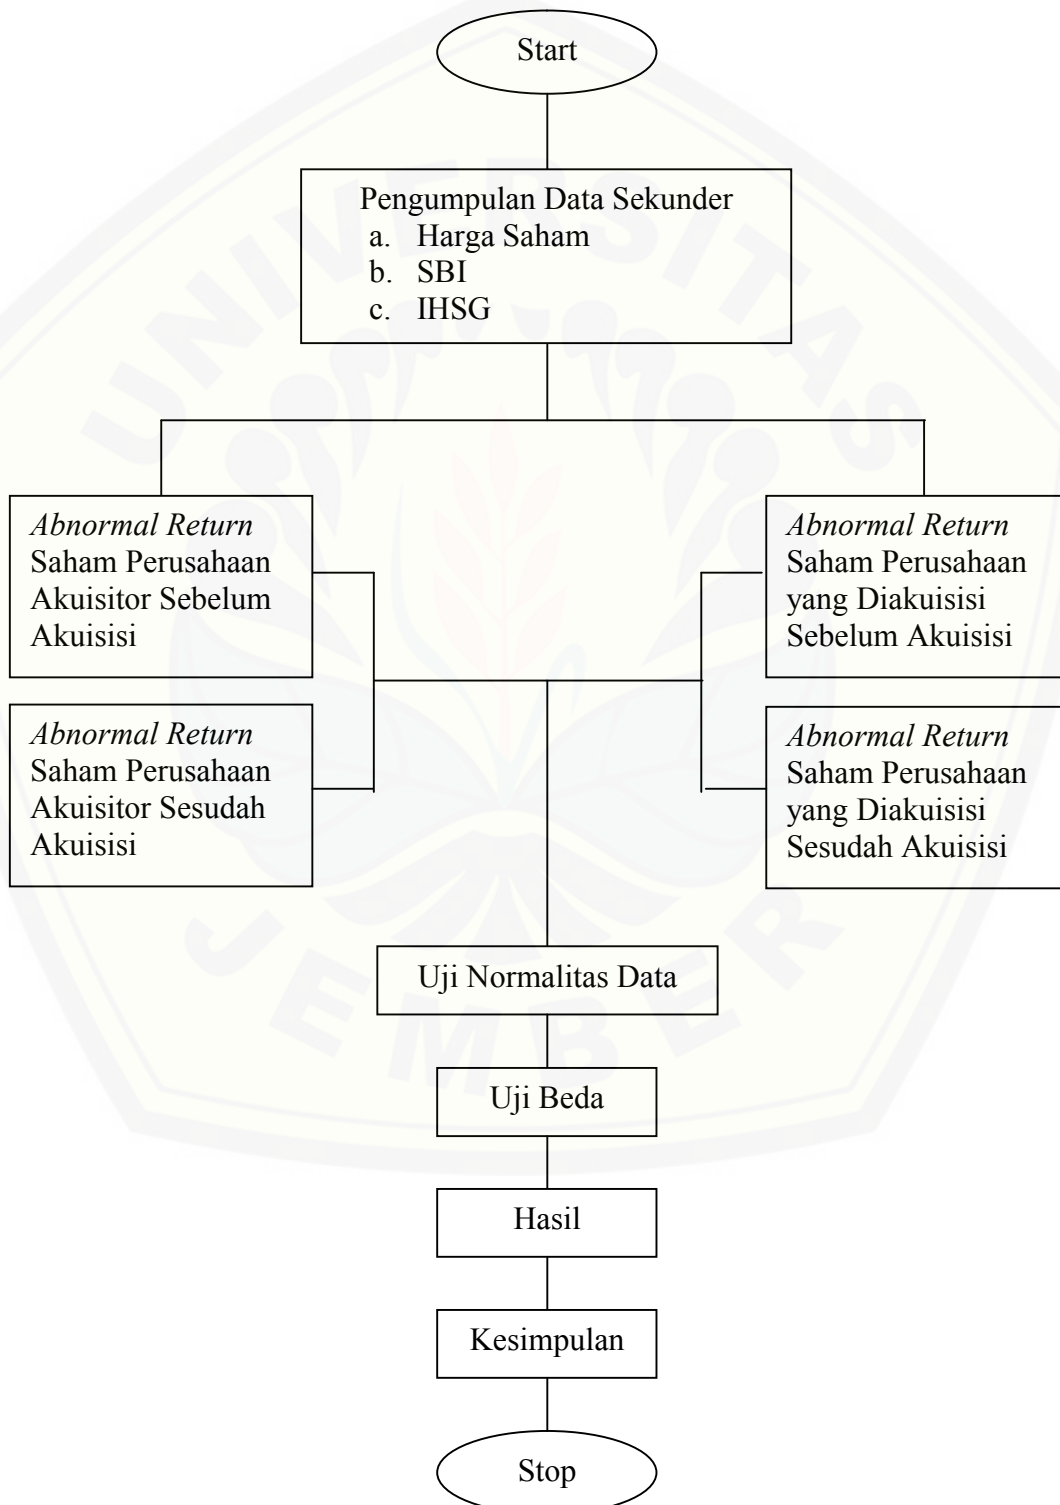 Start
Pengumpulan Data Sekunder
a. Harga Saham
b. SBI
c. IHSG
Abnormal Return
Saham Perusahaan
Akuisitor Sebelum
Akuisisi
Abnormal Return
Saham Perusahaan
yang Diakuisisi
Sebelum Akuisisi
Abnormal Return
Saham Perusahaan
Akuisitor Sesudah
Akuisisi
Abnormal Return
Saham Perusahaan
yang Diakuisisi
Sesudah Akuisisi
Uji Normalitas Data
Uji Beda
Hasil
Kesimpulan
Stop
UNIVERSITAS
JEMBER